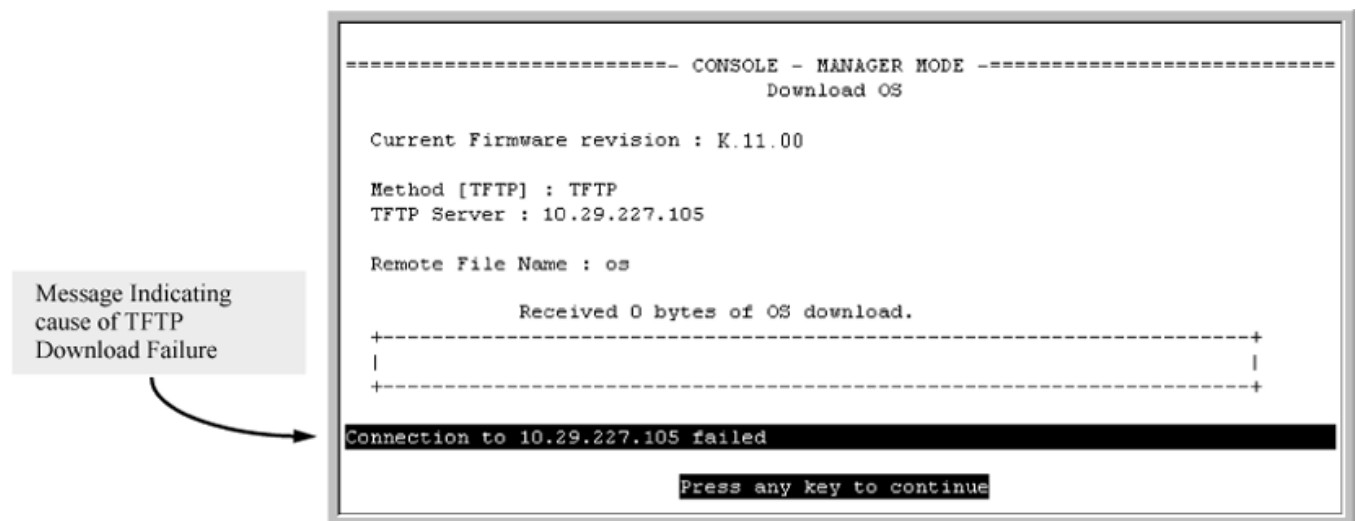 ===========================- CONSOLE - MANAGER MODE -============================
Download OS
Current Firmware revision : K.11.00
Method [TFTP] : TFTP
TFTP Server : 10.29.227.105
Remote File Name : os
Received 0 bytes of OS download.
+----------------------------------------------------------------------+
| |
+----------------------------------------------------------------------+
Message Indicating
cause of TFTP
Download Failure
Connection to 10.29.227.105 failed
Press any key to continue